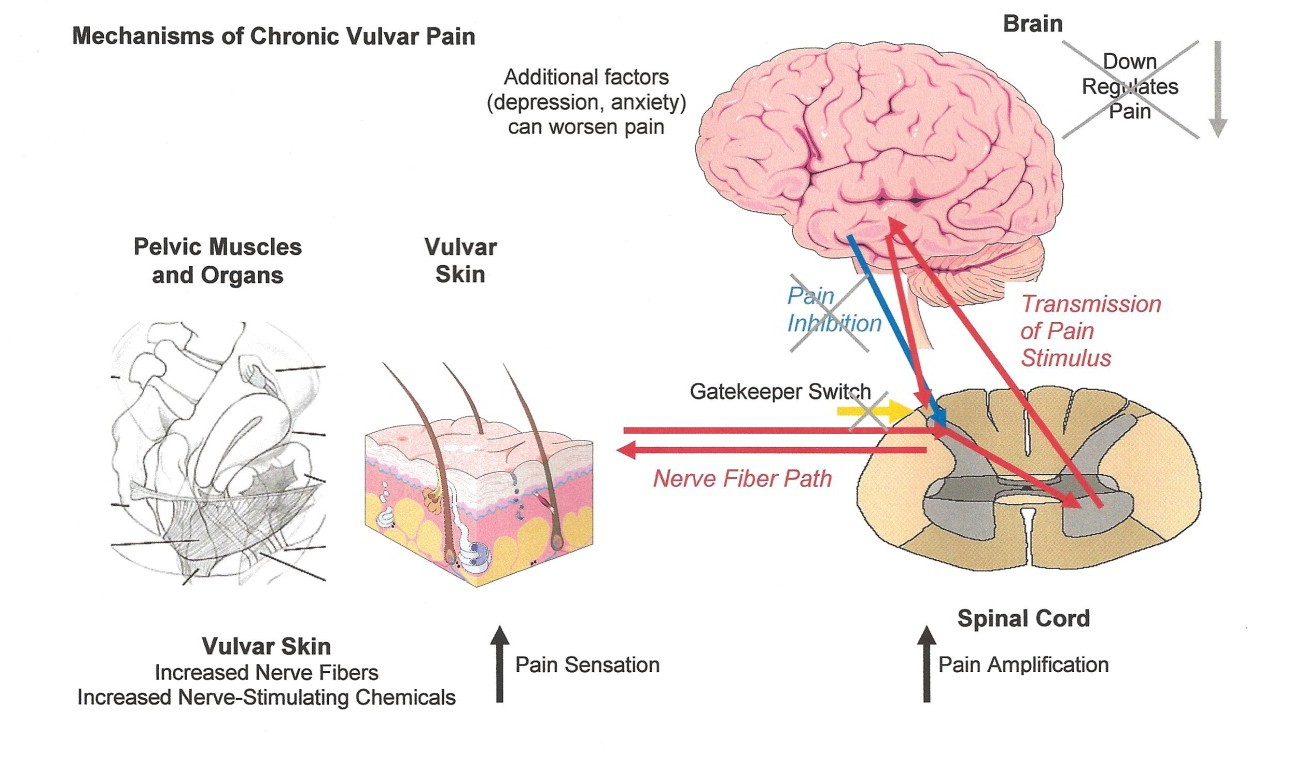 Mechanisms of Chronic Vulvar Pain
Brain
Additional factors
(depression, anxiety)
can worsen pain
Down
Regulates
Pain
Pelvic Muscles
and Organs
Vulvar
Skin
Pain
Inhibition
Transmission
of Pain
Stimulus
Gatekeeper Switch
Nerve Fiber Path
Spinal Cord
Vulvar Skin
Increased Nerve Fibers
Increased Nerve-Stimulating Chemicals
Pain Sensation
Pain Amplification